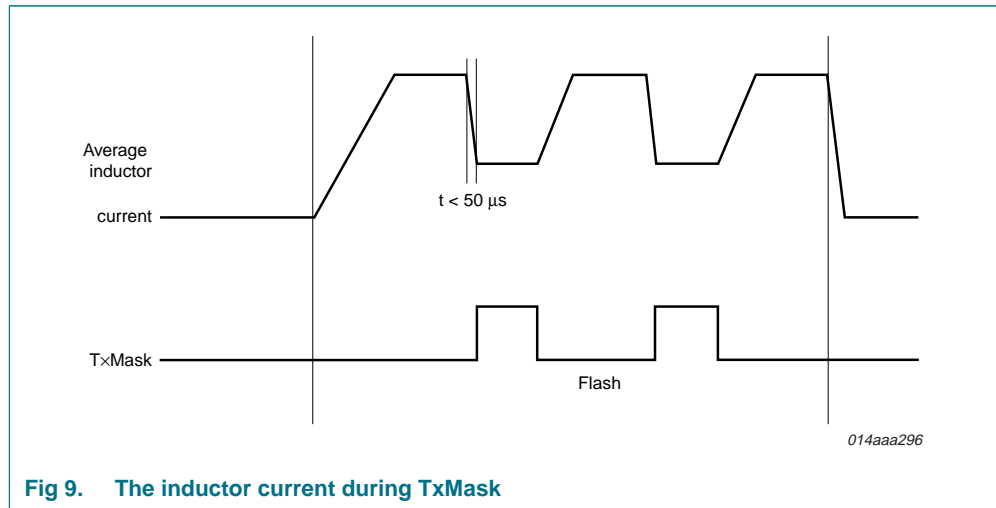 Average
inductor
current
t < 50 μs
T×Mask
Flash
014aaa296
Fig 9. The inductor current during TxMask